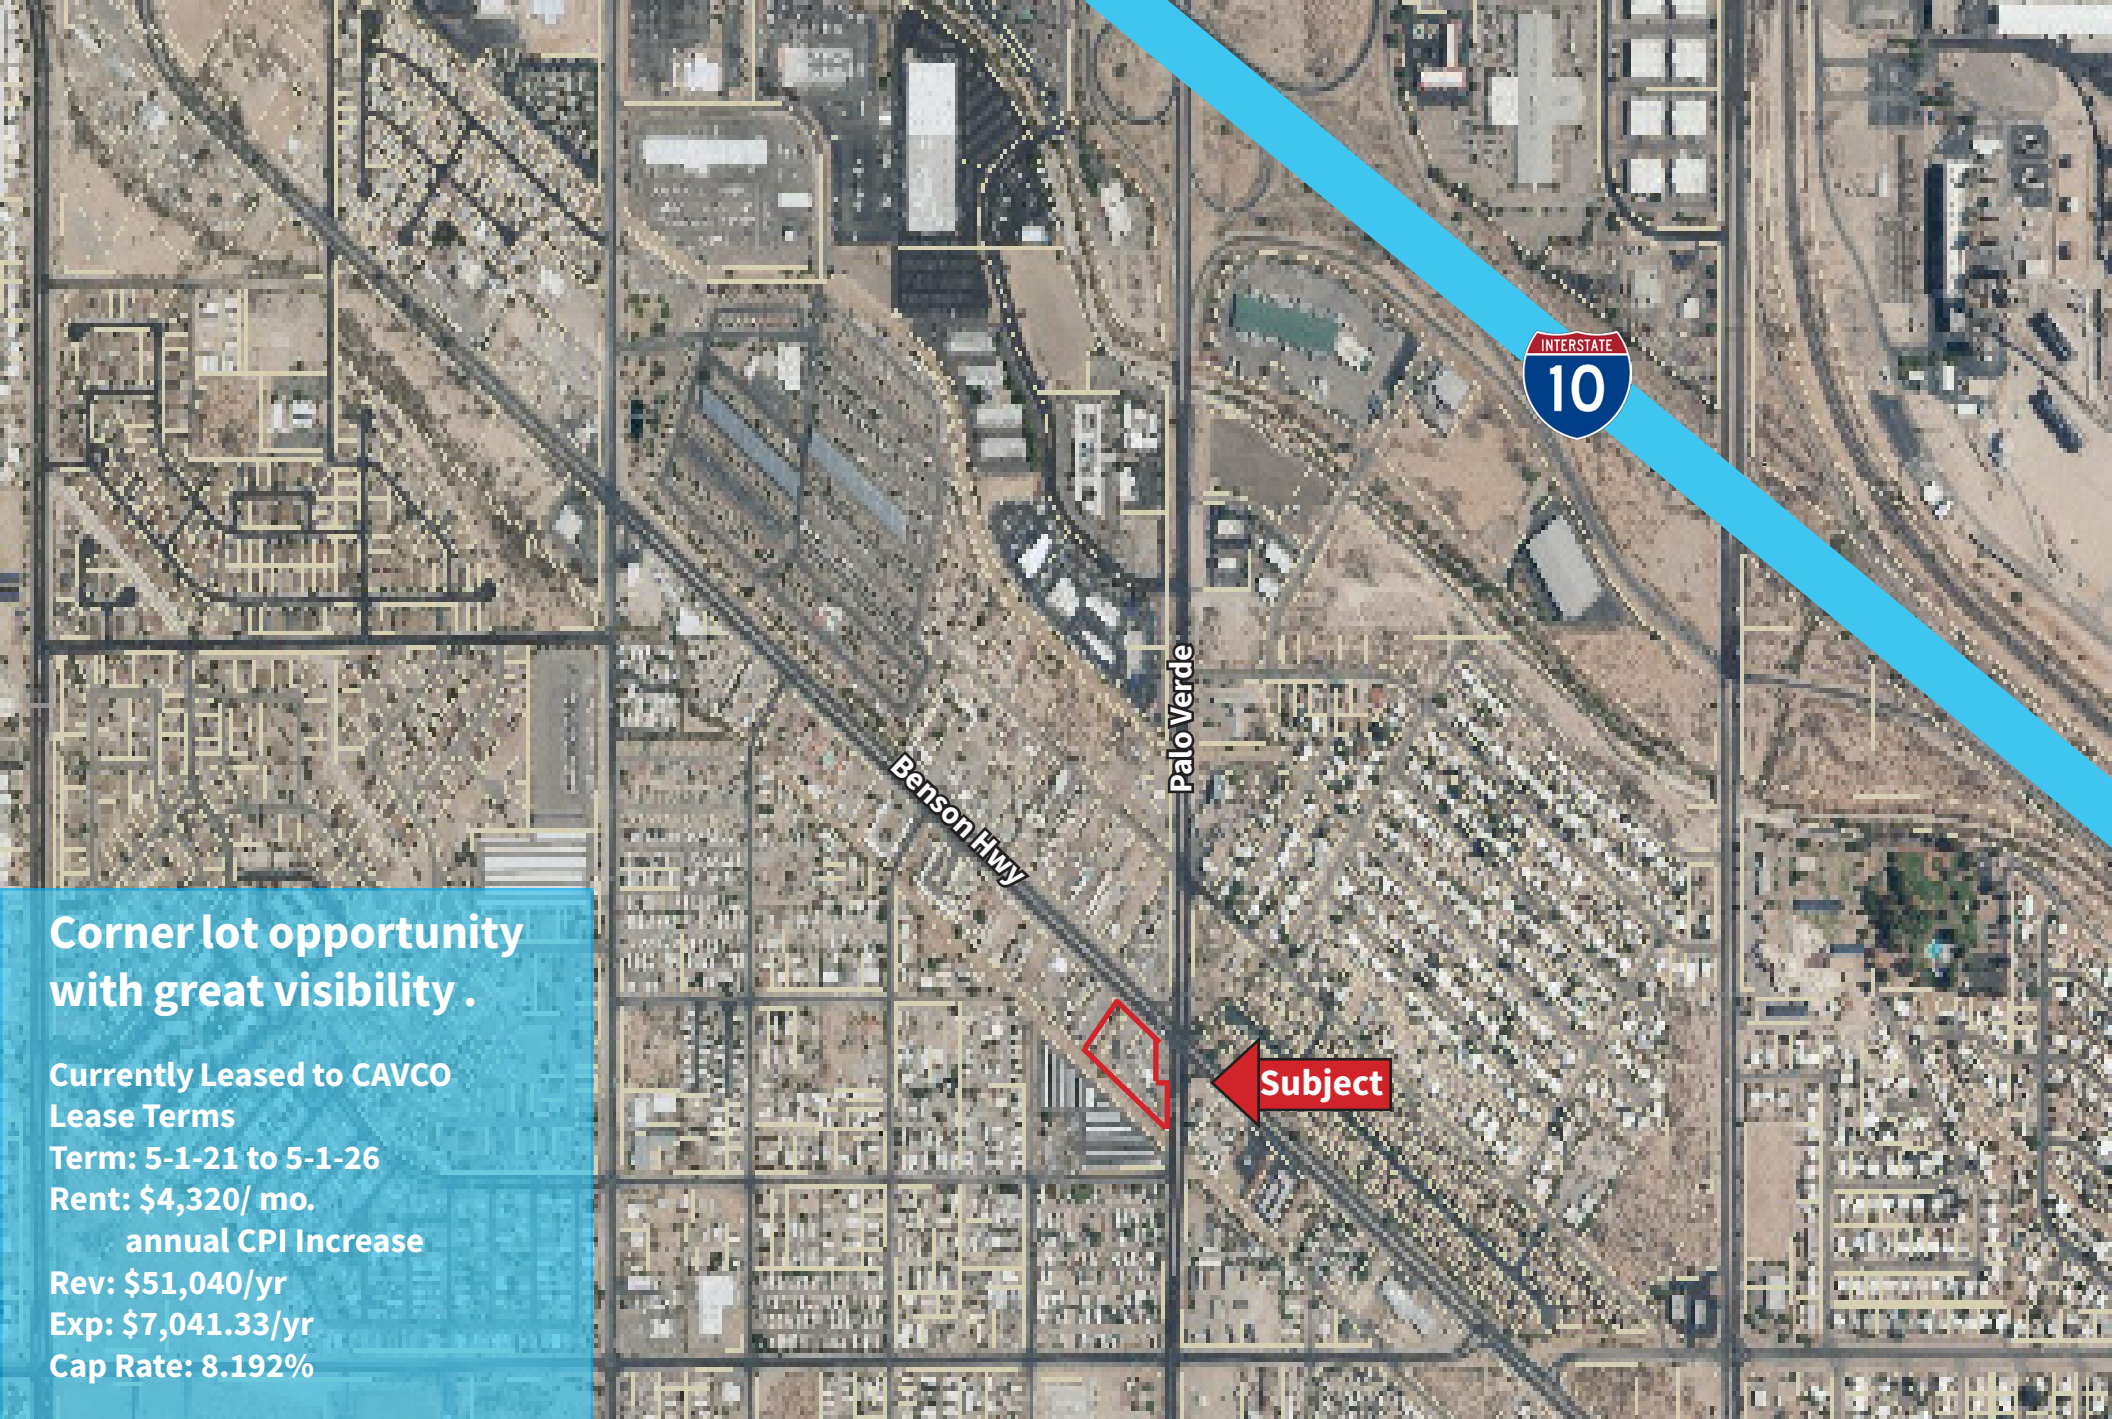 INTERSTATE
10
Palo Verde
Benson Hwy
Corner lot opportunity
with great visibility .
Currently Leased to CAVCO
Lease Terms
Term: 5-1-21 to 5-1-26
Rent: $4,320/ mo.
annual CPI Increase
Rev: $51,040/yr
Exp: $7,041.33/yr
Cap Rate: 8.192%
Subject